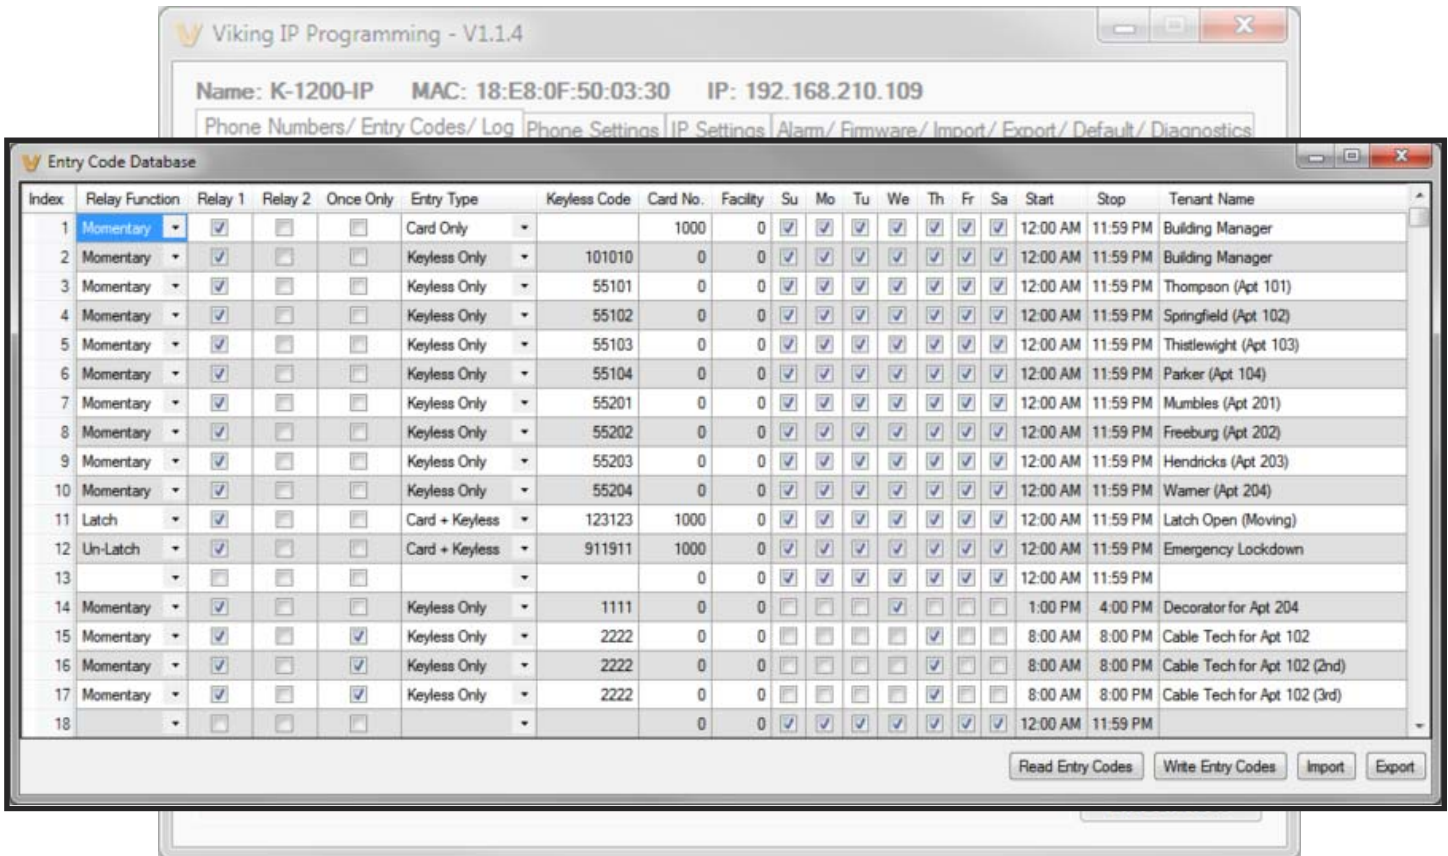 Viking IP Programming - V1.1.4
Name: K-1200-IP MAC: 18:E8:0F:50:03:30 IP: 192.168.210.109
Phone Numbers/ Entry Codes/ Log Phone Settings IP Settings Alarm/ Firmware/ Import/ Export/ Default/ Diagnostics
Entry Code Database
Index Relay Function Relay 1 Relay 2 Once Only Entry Type Keyless Code Card No. Facility Su Mo Tu We Th Fr Sa Start Stop Tenant Name
1 Momentary Card Only 1000 0 12:00 AM 11:59 PM Building Manager
2 Momentary Keyless Only 101010 0 0 12:00 AM 11:59 PM Building Manager
3 Momentary Keyless Only 55101 0 0 12:00 AM 11:59 PM Thompson (Apt 101)
4 Momentary Keyless Only 55102 0 0 12:00 AM 11:59 PM Springfield (Apt 102)
5 Momentary Keyless Only 55103 0 0 12:00 AM 11:59 PM Thistlewight (Apt 103)
6 Momentary Keyless Only 55104 0 0 12:00 AM 11:59 PM Parker (Apt 104)
7 Momentary Keyless Only 55201 0 0 12:00 AM 11:59 PM Mumbles (Apt 201)
8 Momentary Keyless Only 55202 0 0 12:00 AM 11:59 PM Freeburg (Apt 202)
9 Momentary Keyless Only 55203 0 0 12:00 AM 11:59 PM Hendricks (Apt 203)
10 Momentary Keyless Only 55204 0 0 12:00 AM 11:59 PM Warner (Apt 204)
11 Latch Card + Keyless 123123 1000 0 12:00 AM 11:59 PM Latch Open (Moving)
12 Un-Latch Card + Keyless 911911 1000 0 12:00 AM 11:59 PM Emergency Lockdown
13 0 0 12:00 AM 11:59 PM
14 Momentary Keyless Only 1111 0 0 1:00 PM 4:00 PM Decorator for Apt 204
15 Momentary Keyless Only 2222 0 0 8:00 AM 8:00 PM Cable Tech for Apt 102
16 Momentary Keyless Only 2222 0 0 8:00 AM 8:00 PM Cable Tech for Apt 102 (2nd)
17 Momentary Keyless Only 2222 0 0 8:00 AM 8:00 PM Cable Tech for Apt 102 (3rd)
18 0 0 12:00 AM 11:59 PM
Read Entry Codes Write Entry Codes Import Export